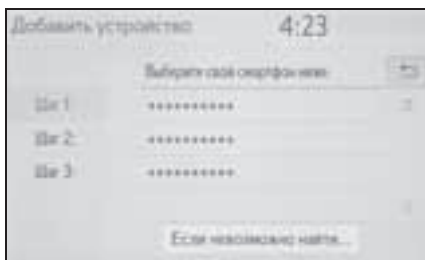 Добавить устройство 4:23
Выберите свой смартфон ниже.
Шаг 1: **********
Шаг 2: **********
Шаг 3: **********
Если невозможно найти...